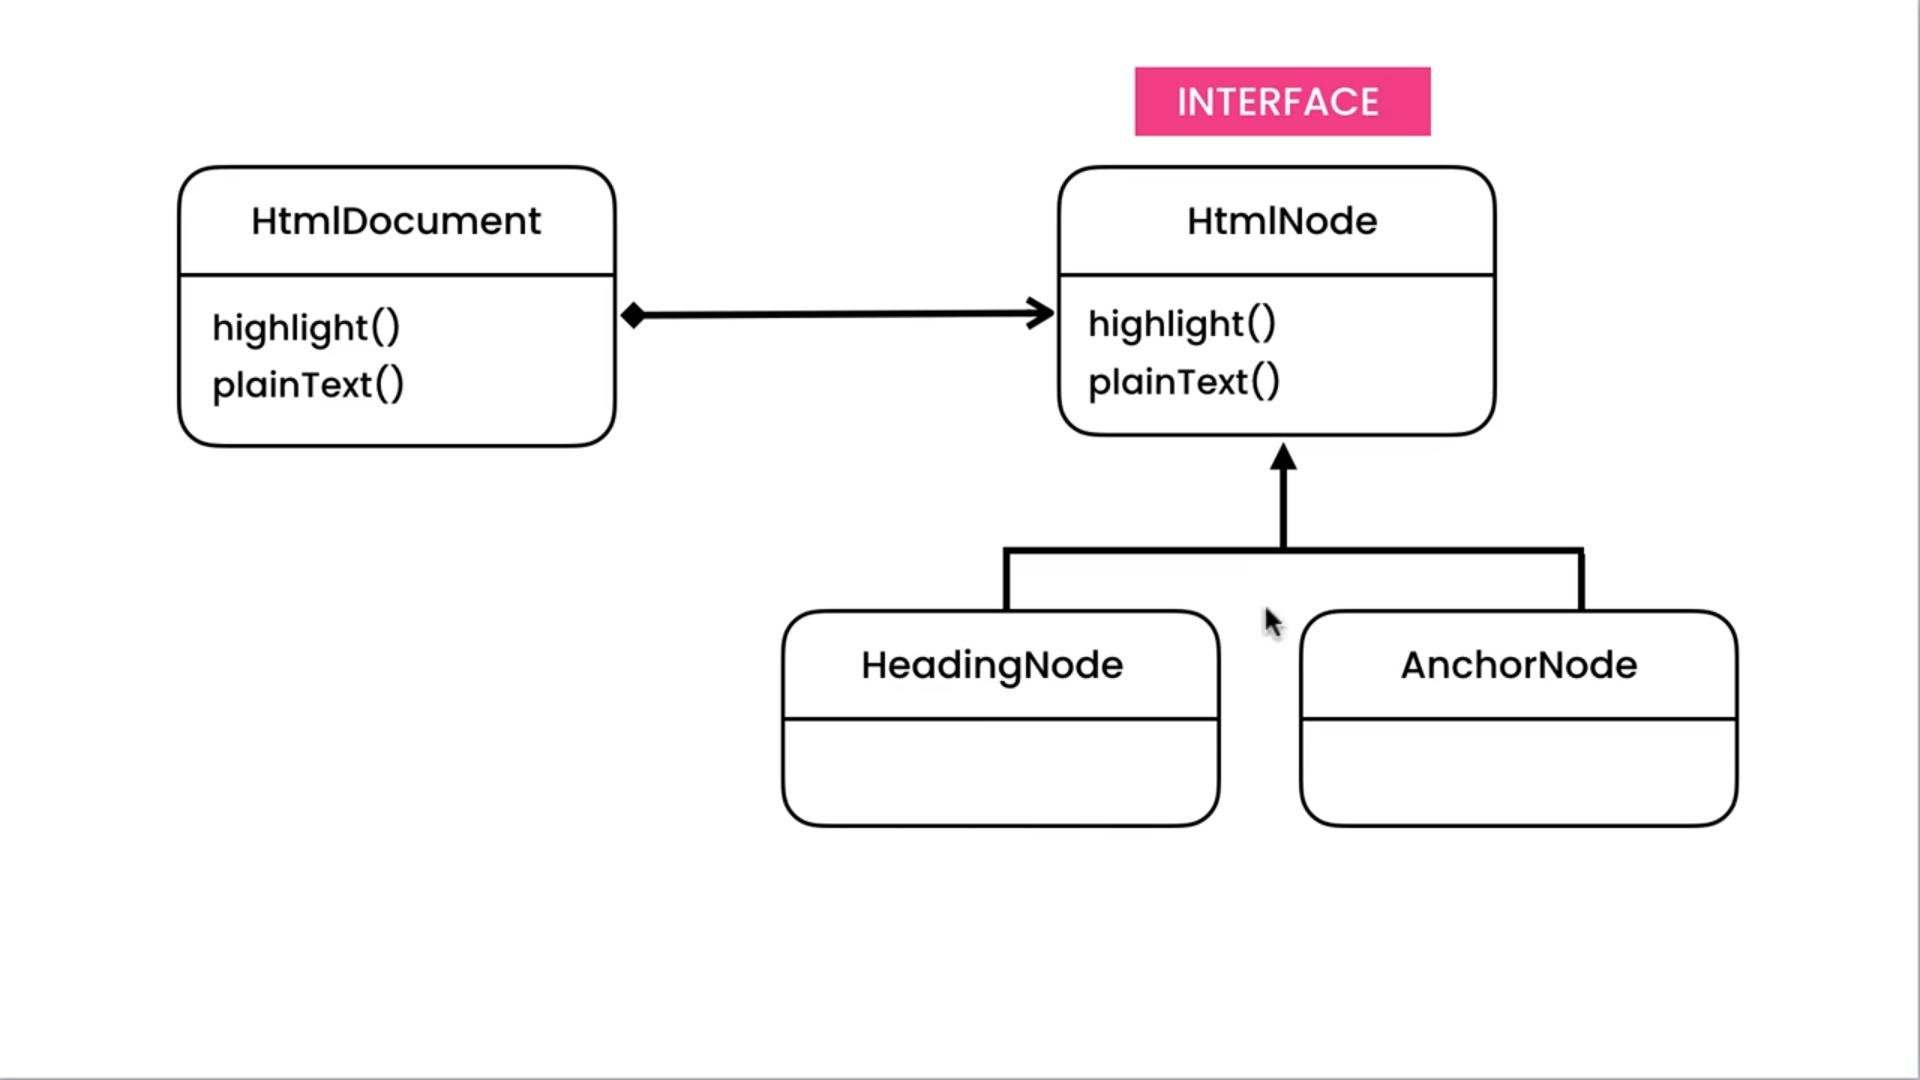 INTERFACE
HtmlDocument
highlight()
plainText()
HtmlNode
highlight()
plainText()
HeadingNode
AnchorNode